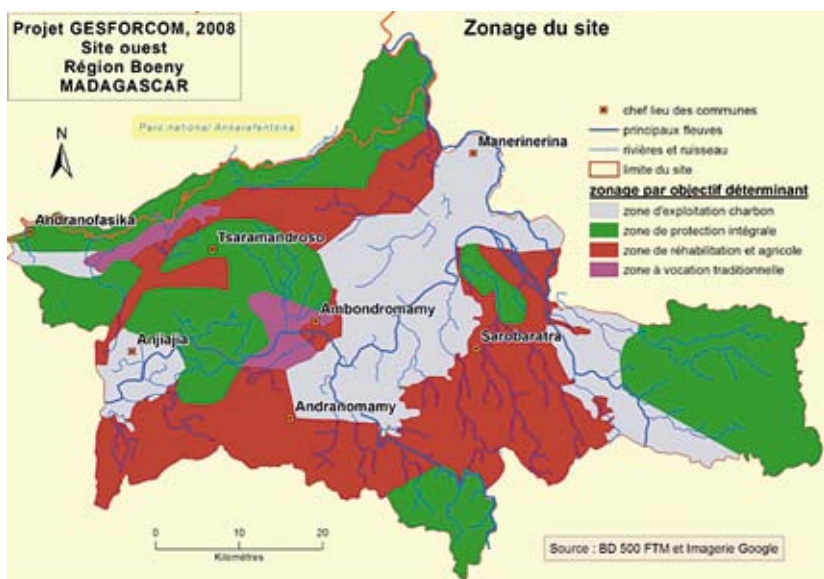 Projet GESFORCOM, 2008
Site ouest
Région Boeny
MADAGASCAR
Zonage du site
N
Parc national Ankarafantsina
chef lieu des communes
principaux fleuves
rivières et ruisseau
limite du site
zonage par objectif déterminant
zone d'exploitation charbon
zone de protection intégrale
zone de réhabilitation et agricole
zone à vocation traditionnelle
Manerinerina
Andranofasika
Tsaramandroso
Ambondromamy
Anjiajia
Sarobaratra
Andranomamy
0 10 20
Kilomètres
Source : BD 500 FTM et Imagerie Google